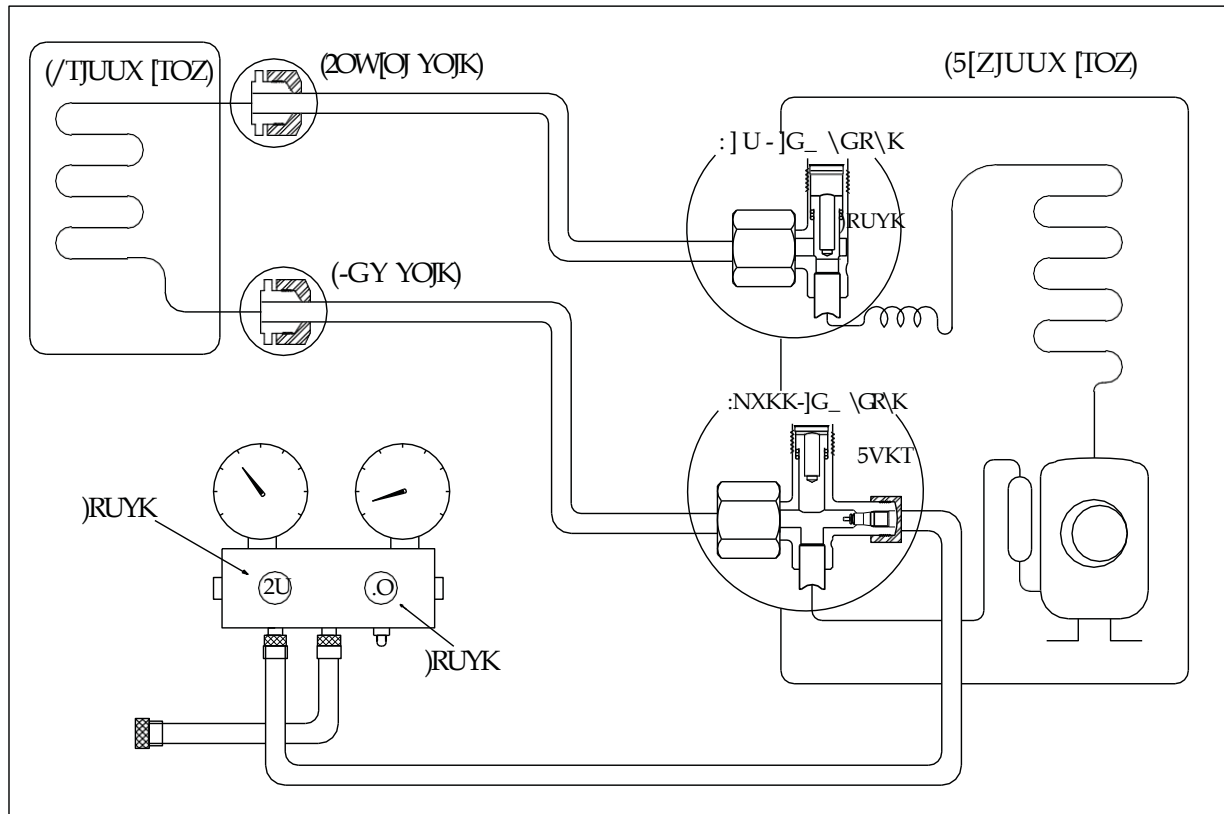 (/TJUUX [TOZ)
(2OW[OJ YOJK)
(5[ZJUUX [TOZ)
:] U - ]G_ \GR\K
)RUYK
(-GY YOJK)
:NXKK-]G_ \GR\K
5VKT
)RUYK
2U
.O
)RUYK